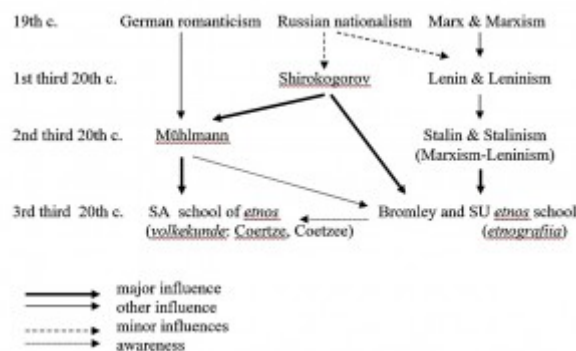 19th c. German romanticism Russian nationalism Marx & Marxism
1st third 20th c. Shirokogorov Lenin & Leninism
2nd third 20th c. Mühlmann Stalin & Stalinism
(Marxism-Leninism)
3rd third 20th c. SA school of etnos Bromley and SU etnos school
(volkekunde: Coertze, Coetzee) (etnografiia)
major influence
other influence
minor influences
awareness